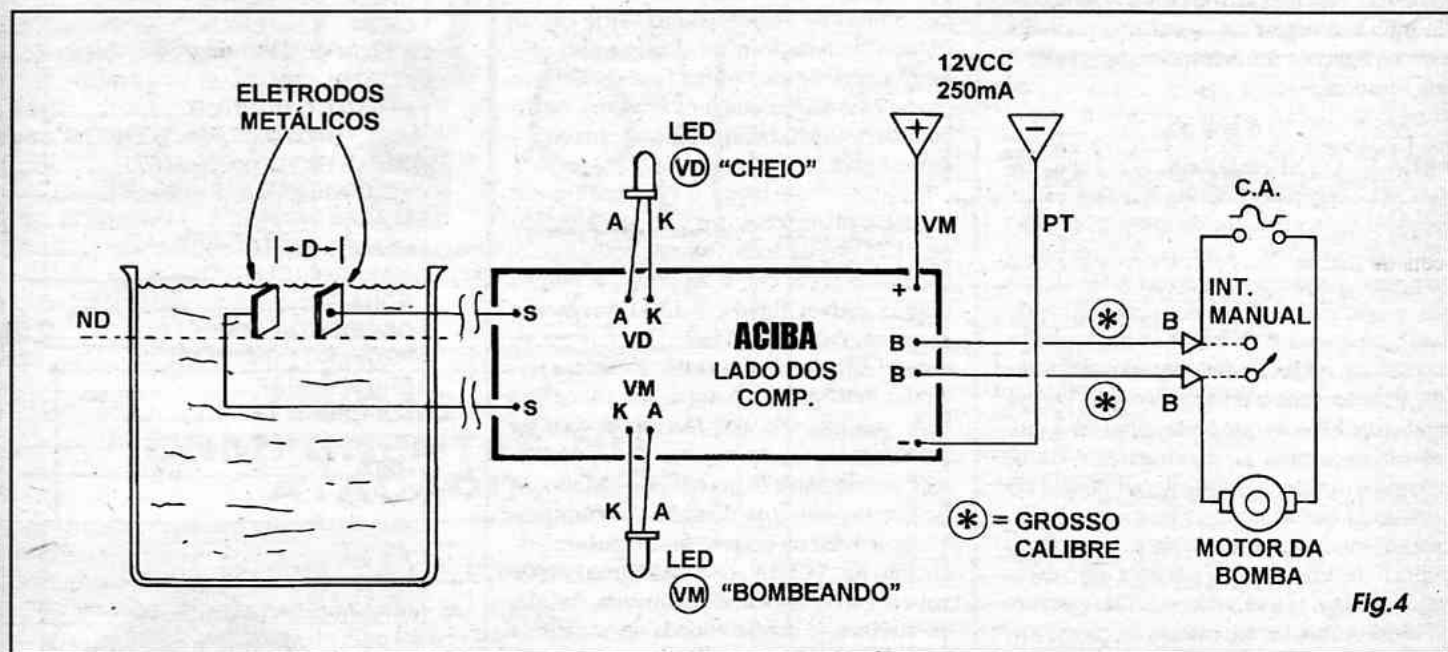 ELETRODOS
METÁLICOS
D
ND
LED
VD "CHEIO"
A K
S
S
A K
VD
VM
K A
ACIBA
LADO DOS
COMP.
+
B
B
-
K A
LED
VM "BOMBEANDO"
12VCC
250mA
+ -
VM PT
C.A.
INT.
MANUAL
* B
* B
* = GROSSO
CALIBRE
MOTOR DA
BOMBA
Fig.4